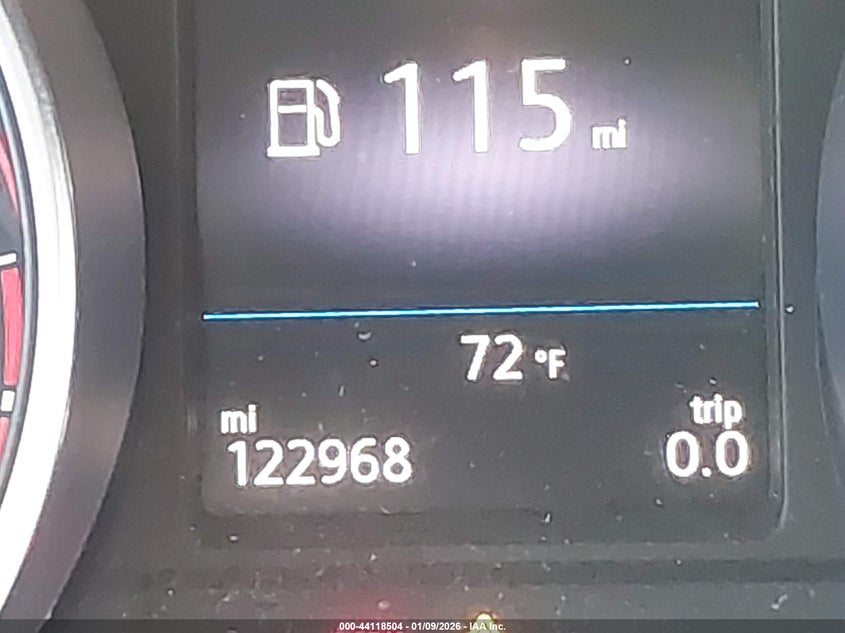 115 mi
72 °F
mi trip
122968 0.0
000-44118504 - 01/09/2026 - IAA Inc.